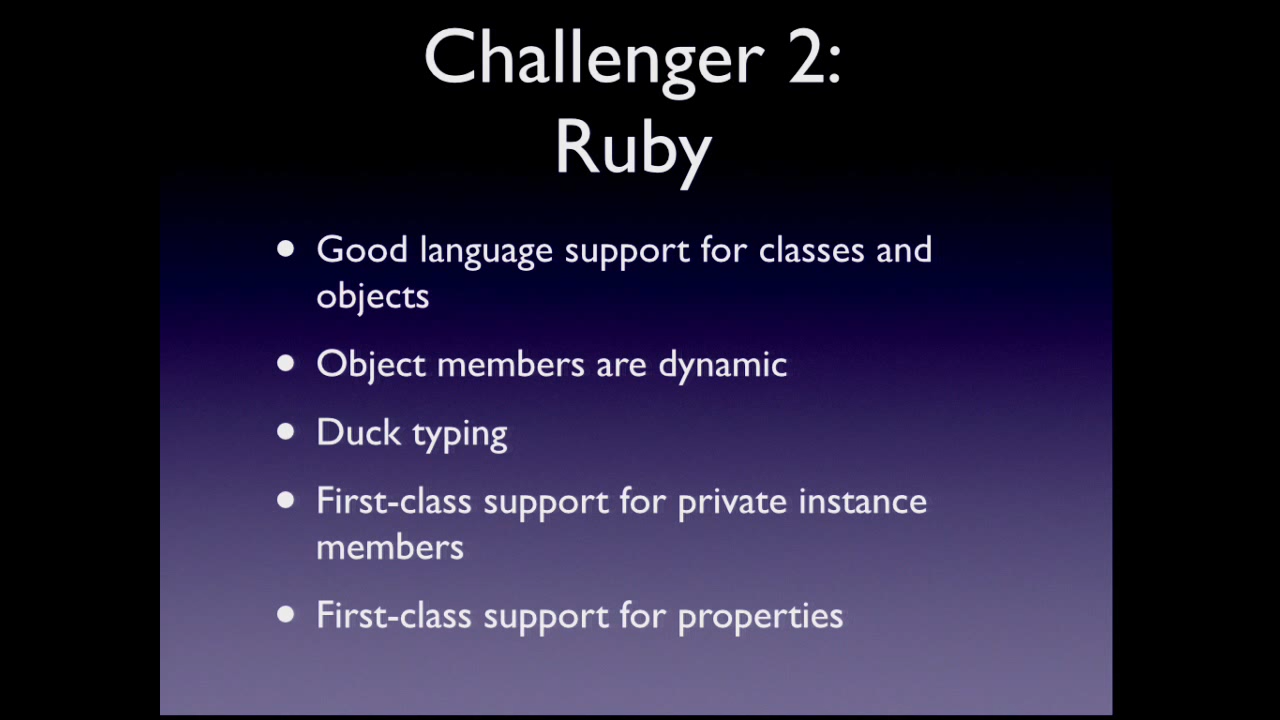 Challenger 2:
Ruby
• Good language support for classes and
objects
• Object members are dynamic
• Duck typing
• First-class support for private instance
members
• First-class support for properties